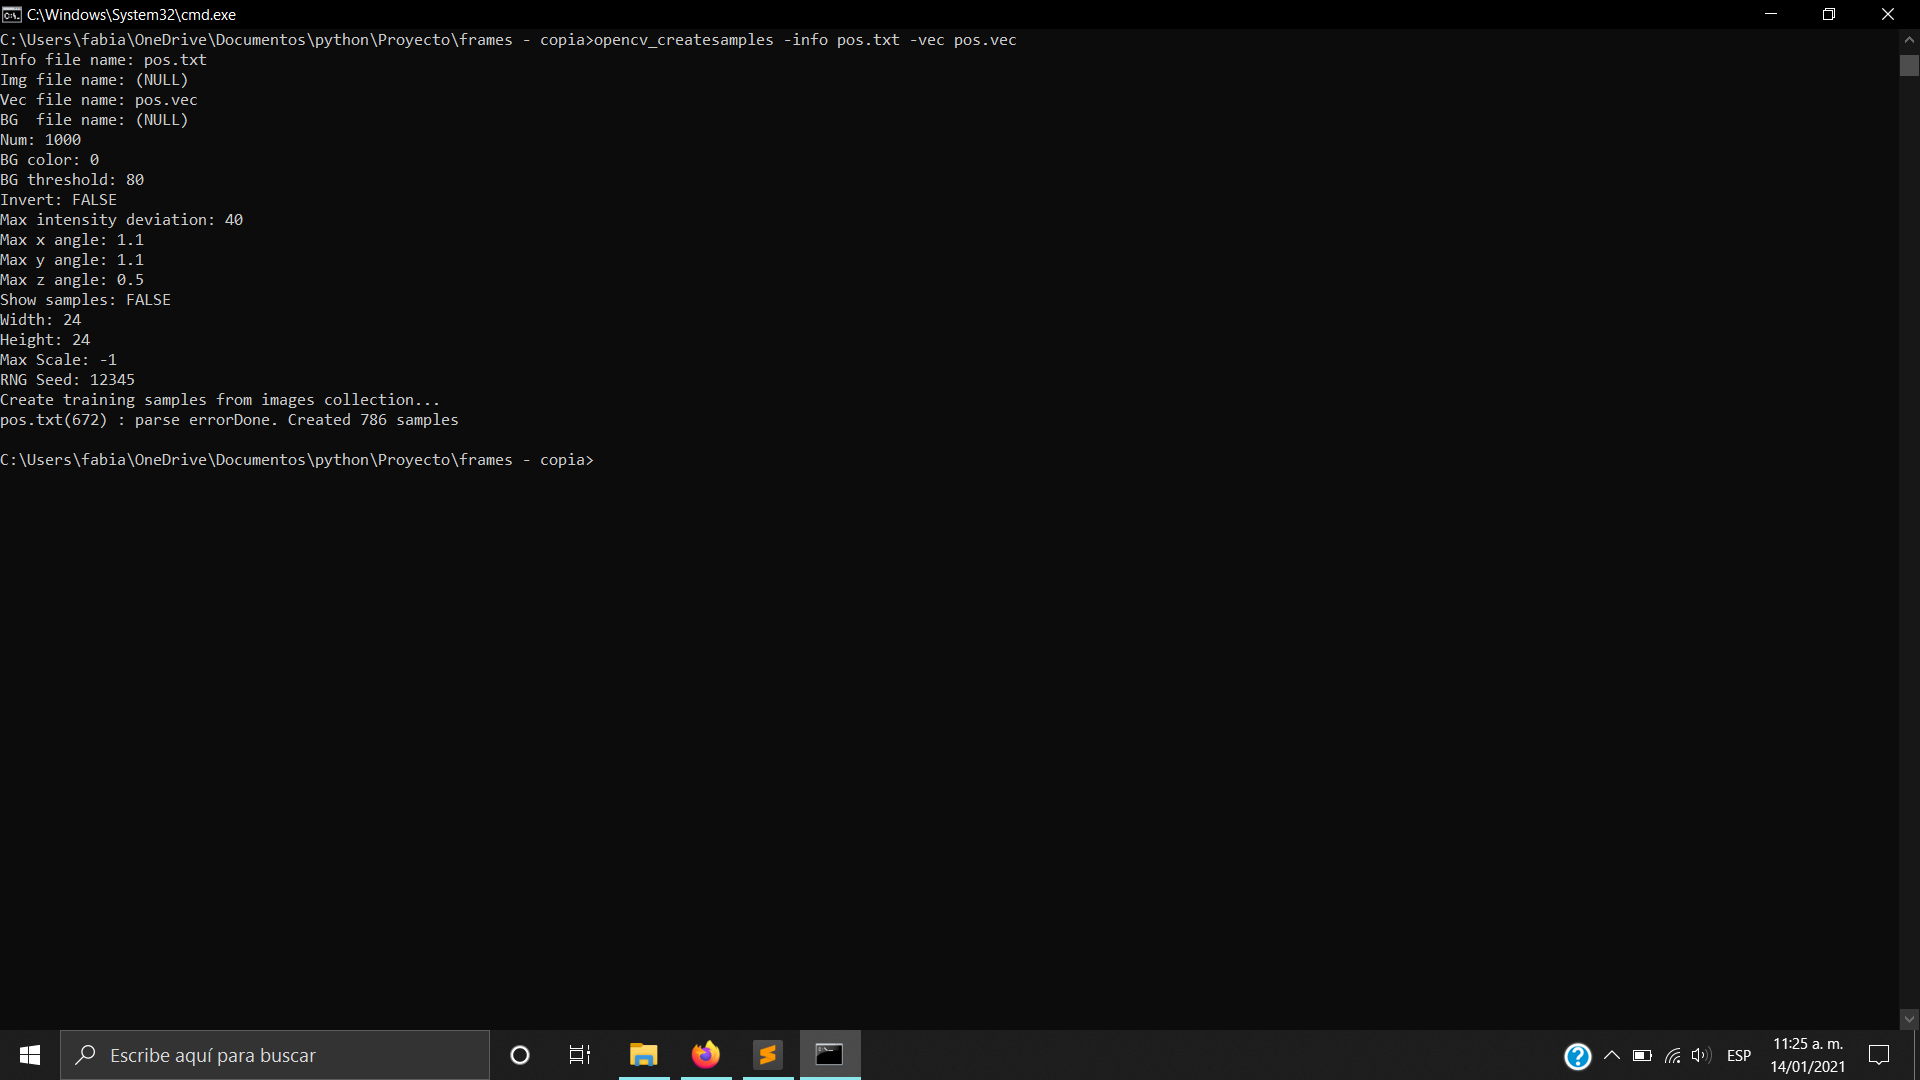 C:\Windows\System32\cmd.exe
C:\Users\fabia\OneDrive\Documentos\python\Proyecto\frames - copia>opencv_createsamples -info pos.txt -vec pos.vec
Info file name: pos.txt
Img file name: (NULL)
Vec file name: pos.vec
BG  file name: (NULL)
Num: 1000
BG color: 0
BG threshold: 80
Invert: FALSE
Max intensity deviation: 40
Max x angle: 1.1
Max y angle: 1.1
Max z angle: 0.5
Show samples: FALSE
Width: 24
Height: 24
Max Scale: -1
RNG Seed: 12345
Create training samples from images collection...
pos.txt(672) : parse errorDone. Created 786 samples
C:\Users\fabia\OneDrive\Documentos\python\Proyecto\frames - copia>
Escribe aquí para buscar
ESP
11:25 a. m.
14/01/2021